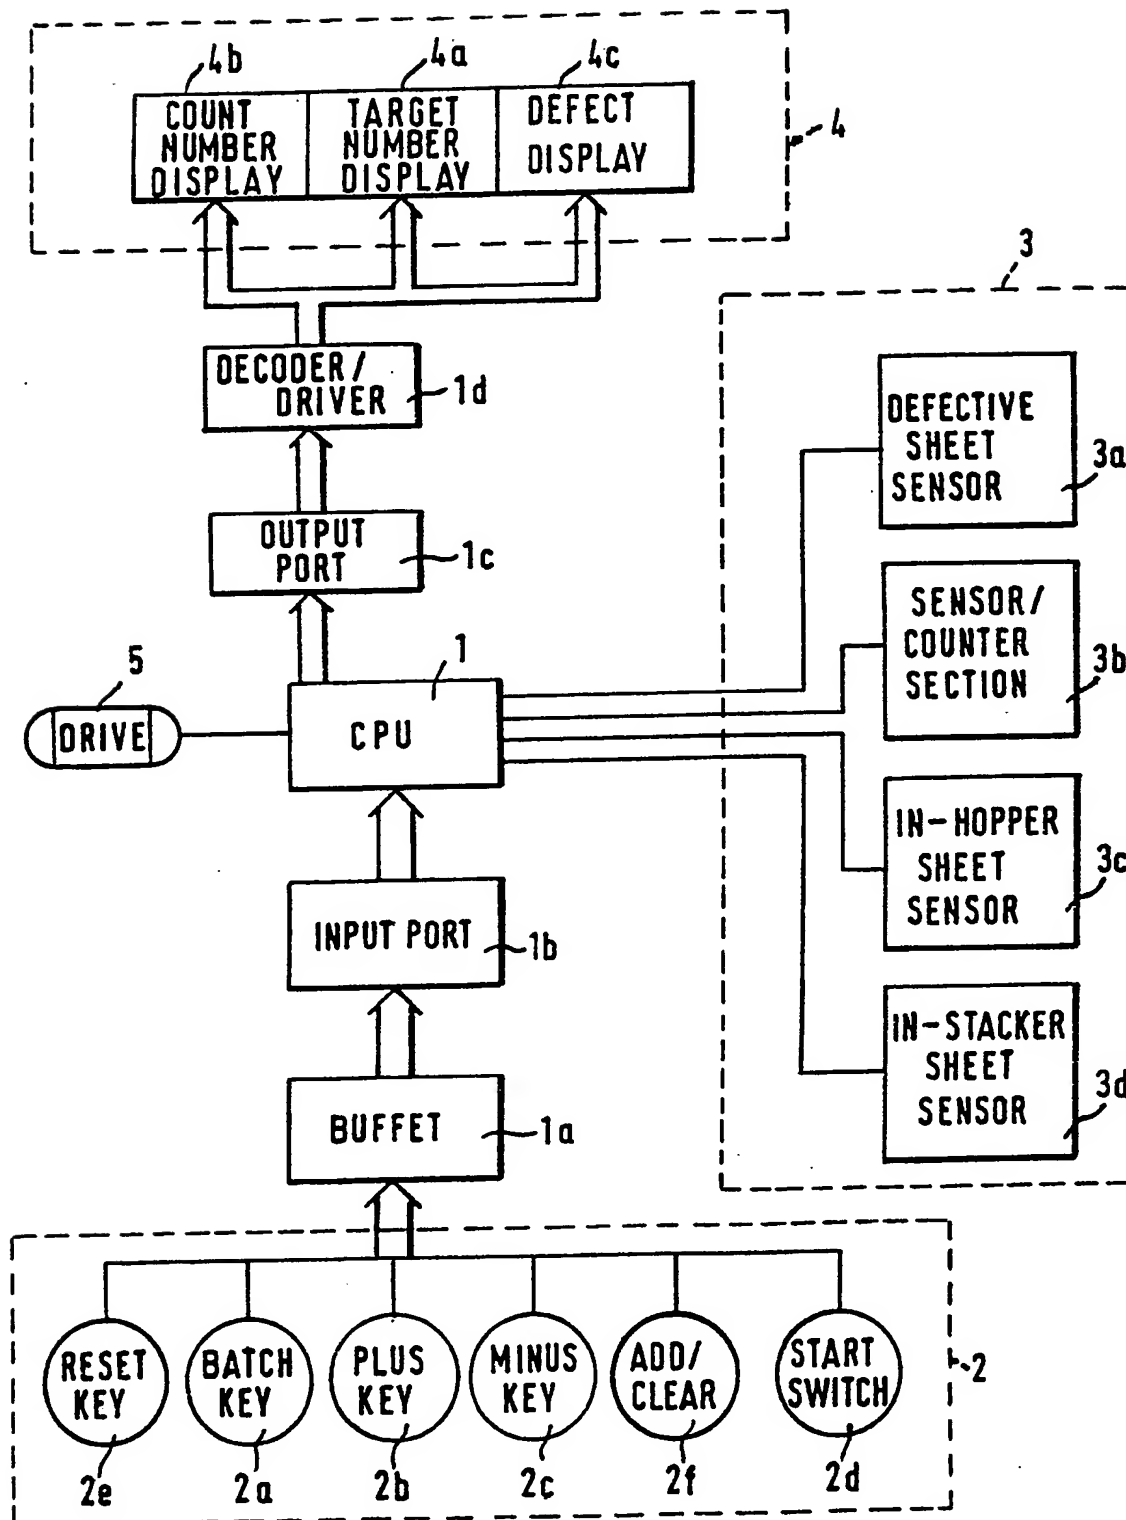 4b
4a
4c
COUNT
NUMBER
DISPLAY
TARGET
NUMBER
DISPLAY
DEFECT
DISPLAY
4
3
DECODER/
DRIVER
1d
DEFECTIVE
SHEET
SENSOR
3a
OUTPUT
PORT
1c
SENSOR/
COUNTER
SECTION
3b
5
DRIVE
1
CPU
IN-HOPPER
SHEET
SENSOR
3c
INPUT PORT
1b
IN-STACKER
SHEET
SENSOR
3d
BUFFET
1a
RESET
KEY
BATCH
KEY
PLUS
KEY
MINUS
KEY
ADD/
CLEAR
START
SWITCH
2
2e
2a
2b
2c
2f
2d